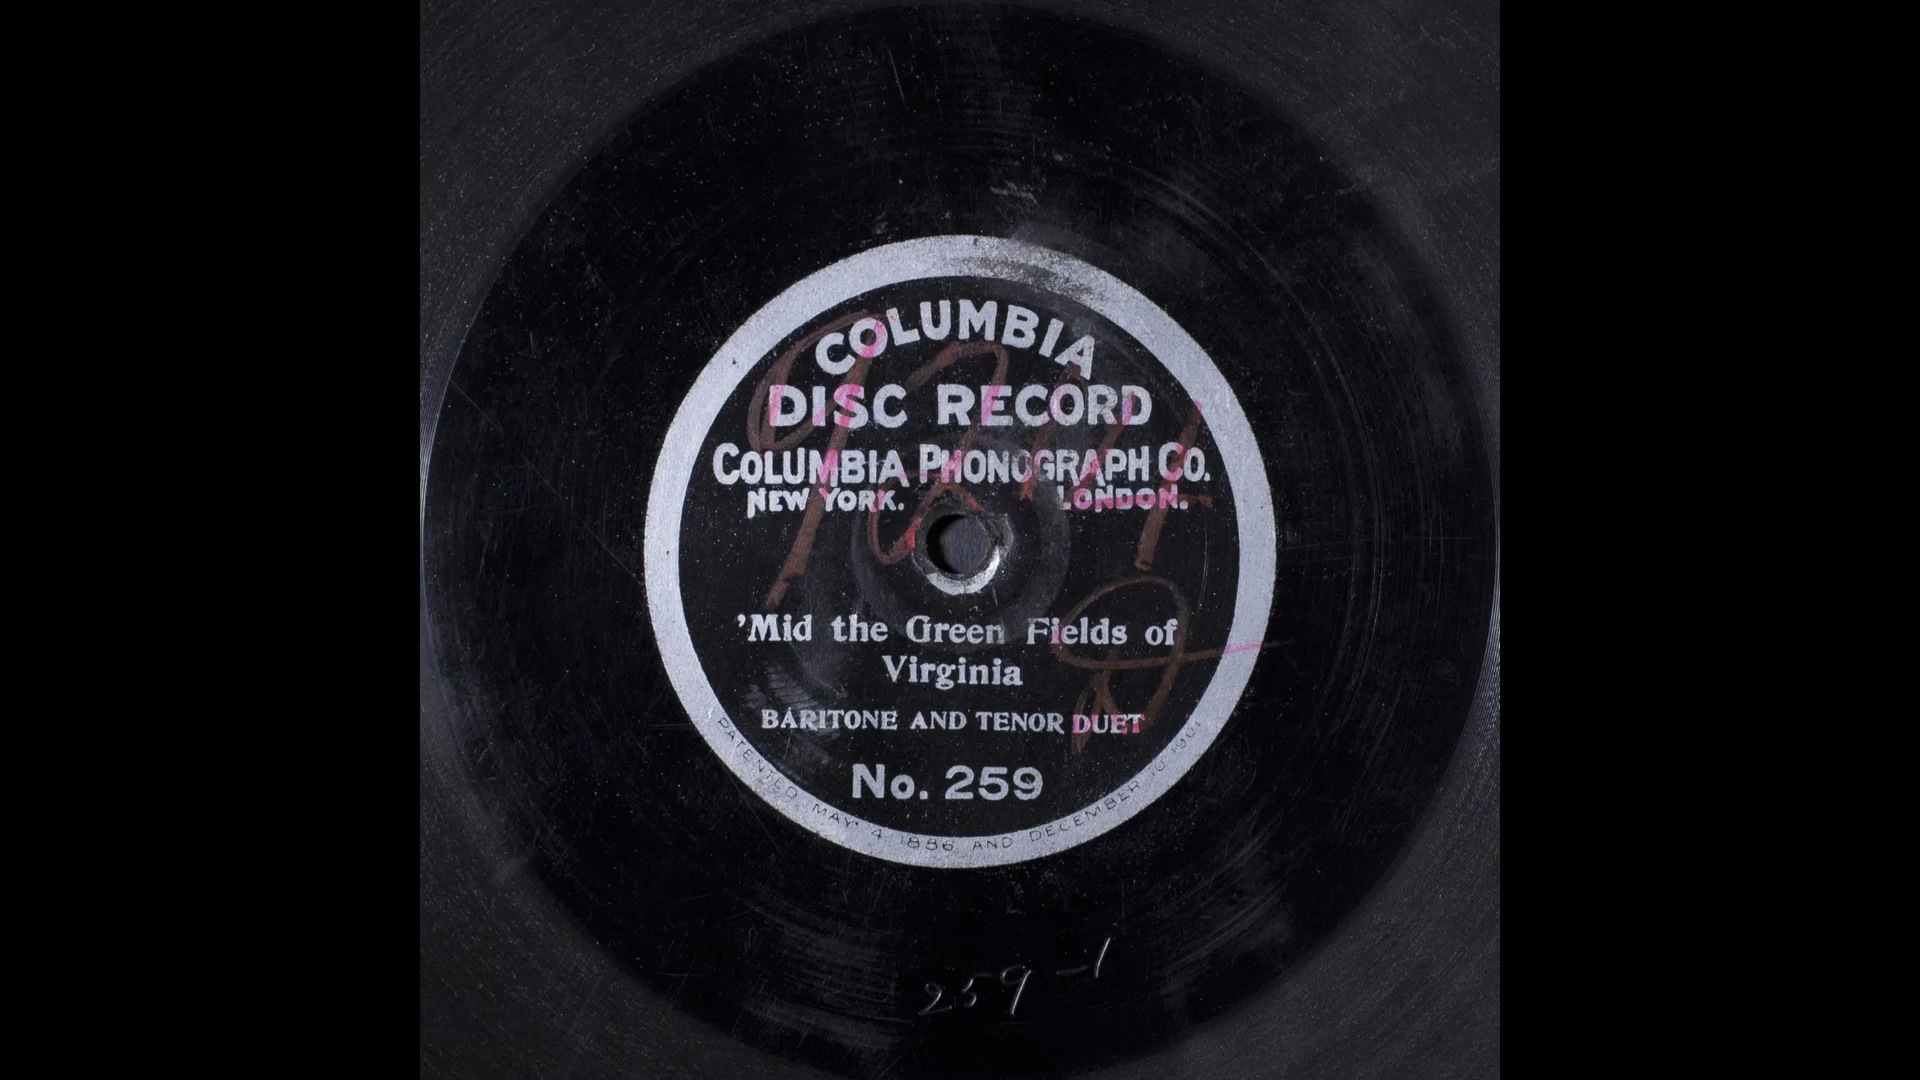 COLUMBIA
DISC RECORD
COLUMBIA PHONOGRAPH CO.
NEW YORK. LONDON.
'Mid the Green Fields of
Virginia
BARITONE AND TENOR DUET
No. 259
PATENTED MAY 4, 1886 AND DECEMBER 10, 1901
259-1